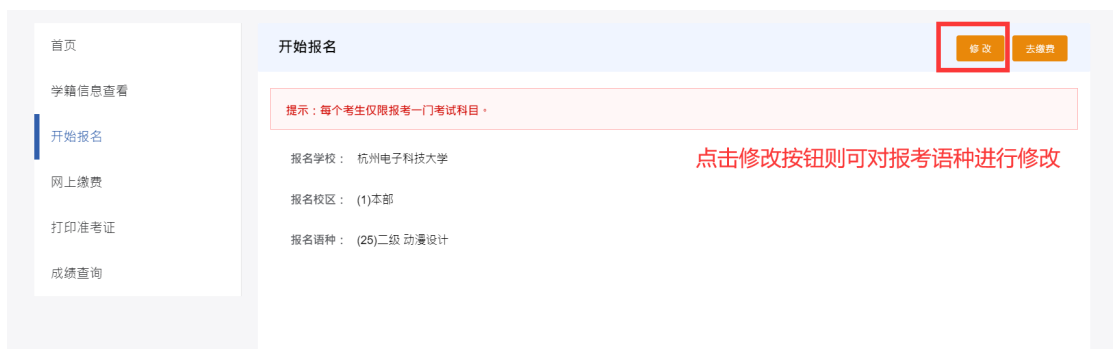 首页
学籍信息查看
开始报名
网上缴费
打印准考证
成绩查询
开始报名
修 改
去缴费
提示：每个考生仅限报考一门考试科目。
点击修改按钮则可对报考语种进行修改
报名学校： 杭州电子科技大学
报名校区： (1)本部
报名语种： (25)二级 动漫设计